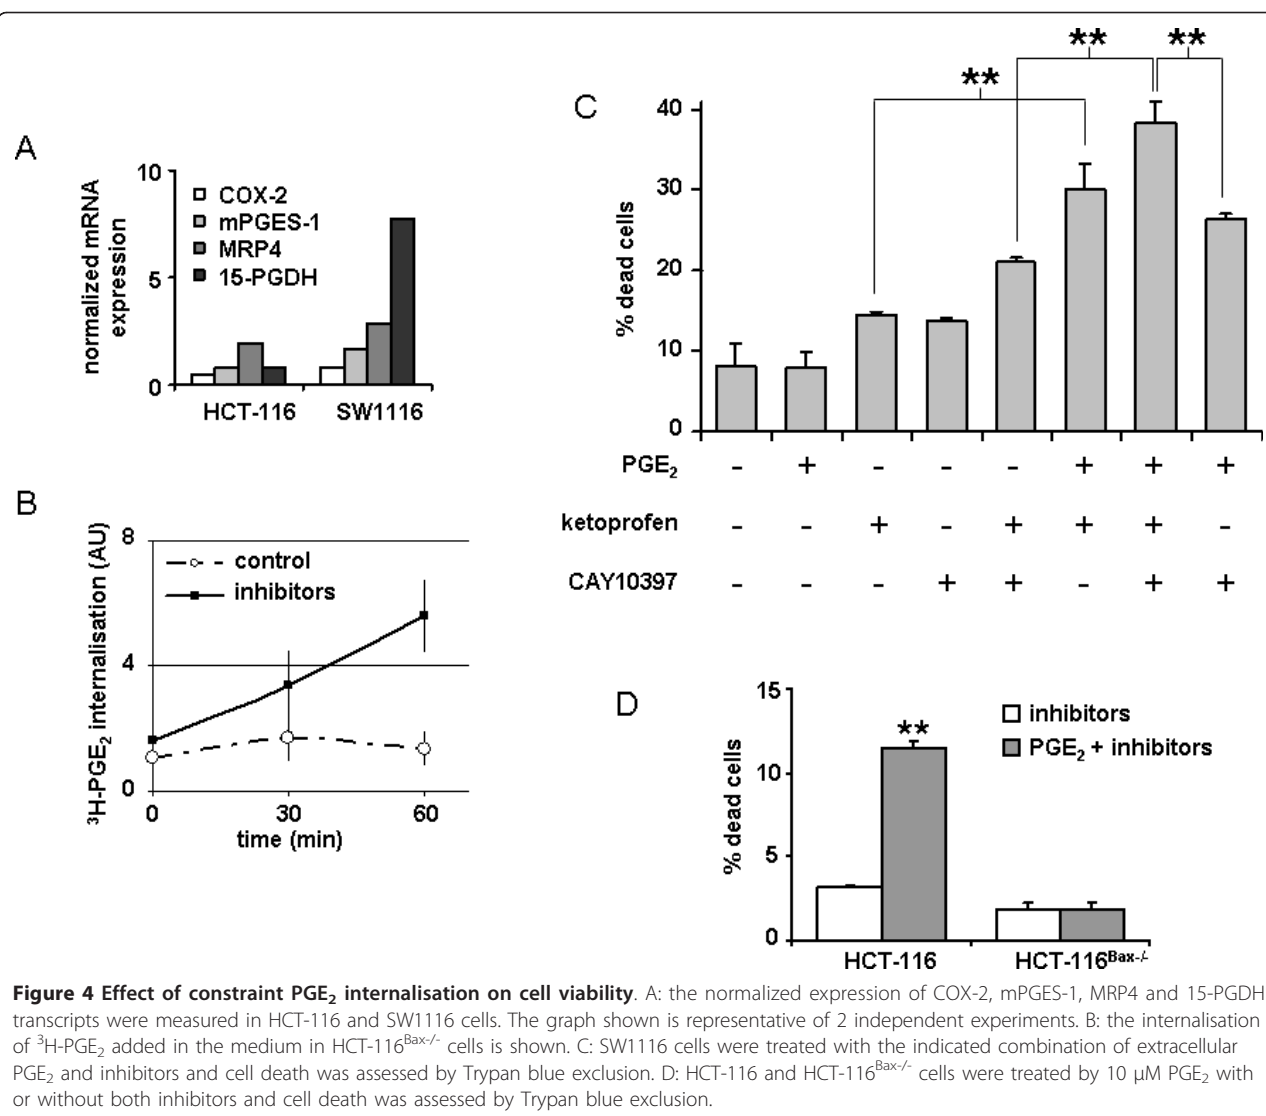 A
normalized mRNA
expression
10
5
0
COX-2
mPGES-1
MRP4
15-PGDH
HCT-116
SW1116
B
³H-PGE₂ internalisation (AU)
8
4
0
control
inhibitors
0
30
60
time (min)
C
% dead cells
40
30
20
10
0
**
**
**
PGE₂ - + - - - + + +
ketoprofen - - + - + + + -
CAY10397 - - - + + - + +
D
% dead cells
15
10
5
0
**
inhibitors
PGE₂ + inhibitors
HCT-116
HCT-116Bax-/-
Figure 4 Effect of constraint PGE₂ internalisation on cell viability. A: the normalized expression of COX-2, mPGES-1, MRP4 and 15-PGDH
transcripts were measured in HCT-116 and SW1116 cells. The graph shown is representative of 2 independent experiments. B: the internalisation
of ³H-PGE₂ added in the medium in HCT-116Bax-/- cells is shown. C: SW1116 cells were treated with the indicated combination of extracellular
PGE₂ and inhibitors and cell death was assessed by Trypan blue exclusion. D: HCT-116 and HCT-116Bax-/- cells were treated by 10 μM PGE₂ with
or without both inhibitors and cell death was assessed by Trypan blue exclusion.